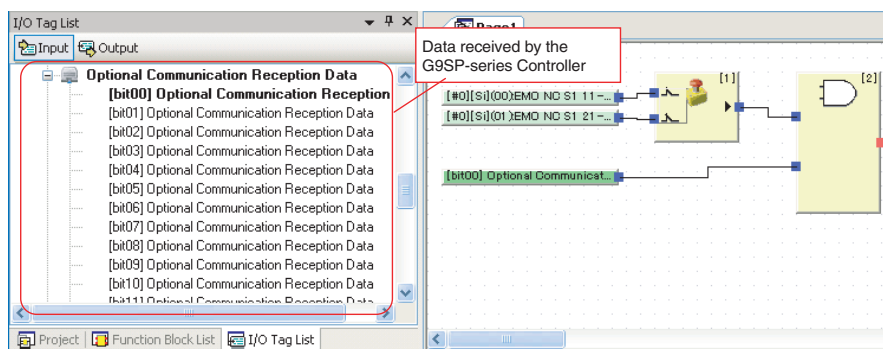 I/O Tag List
Input Output
Optional Communication Reception Data
[bit00] Optional Communication Reception
[bit01] Optional Communication Reception Data
[bit02] Optional Communication Reception Data
[bit03] Optional Communication Reception Data
[bit04] Optional Communication Reception Data
[bit05] Optional Communication Reception Data
[bit06] Optional Communication Reception Data
[bit07] Optional Communication Reception Data
[bit08] Optional Communication Reception Data
[bit09] Optional Communication Reception Data
[bit10] Optional Communication Reception Data
[bit11] Optional Communication Reception Data
Project Function Block List I/O Tag List
Data received by the
G9SP-series Controller
Page1
[#0][Si](00):EMO NC S1 11 -...
[#0][Si](01):EMO NC S1 21 -...
[bit00] Optional Communicat...
[1]
[2]